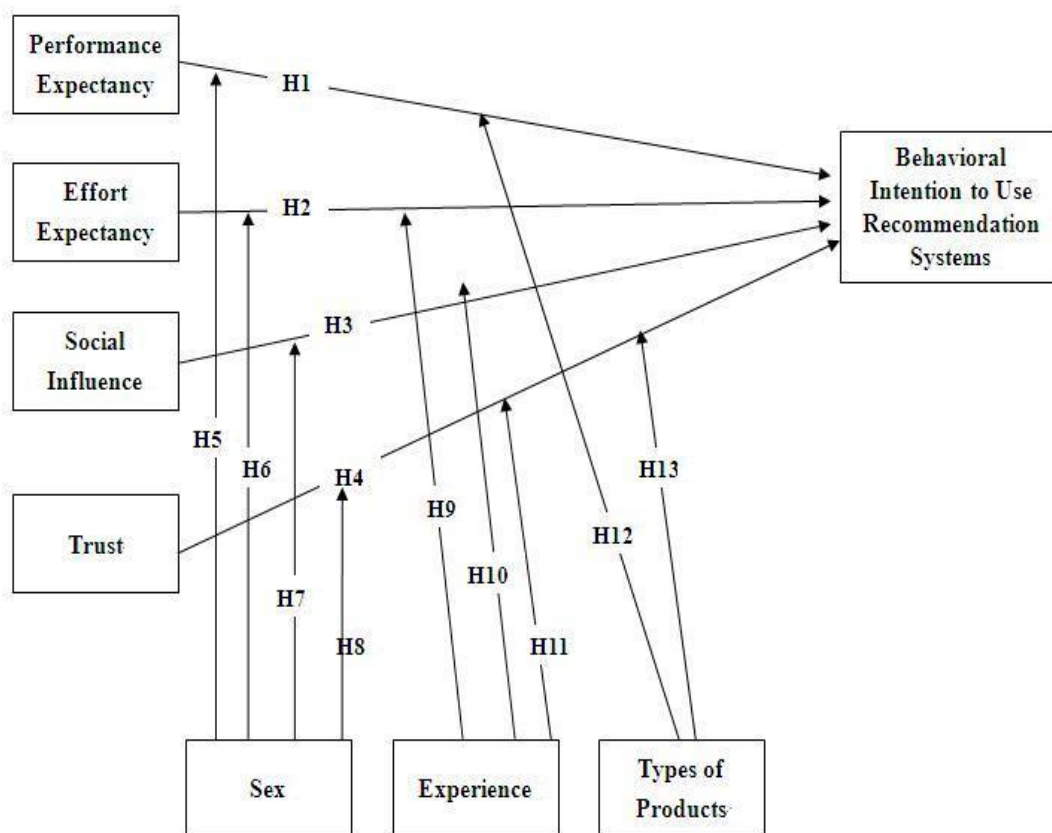 Performance
Expectancy
H1
Behavioral
Intention to Use
Recommendation
Systems
Effort
Expectancy
H2
Social
Influence
H3
H5
H6
H4
H13
Trust
H9
H12
H10
H7
H8
H11
Sex
Experience
Types of
Products